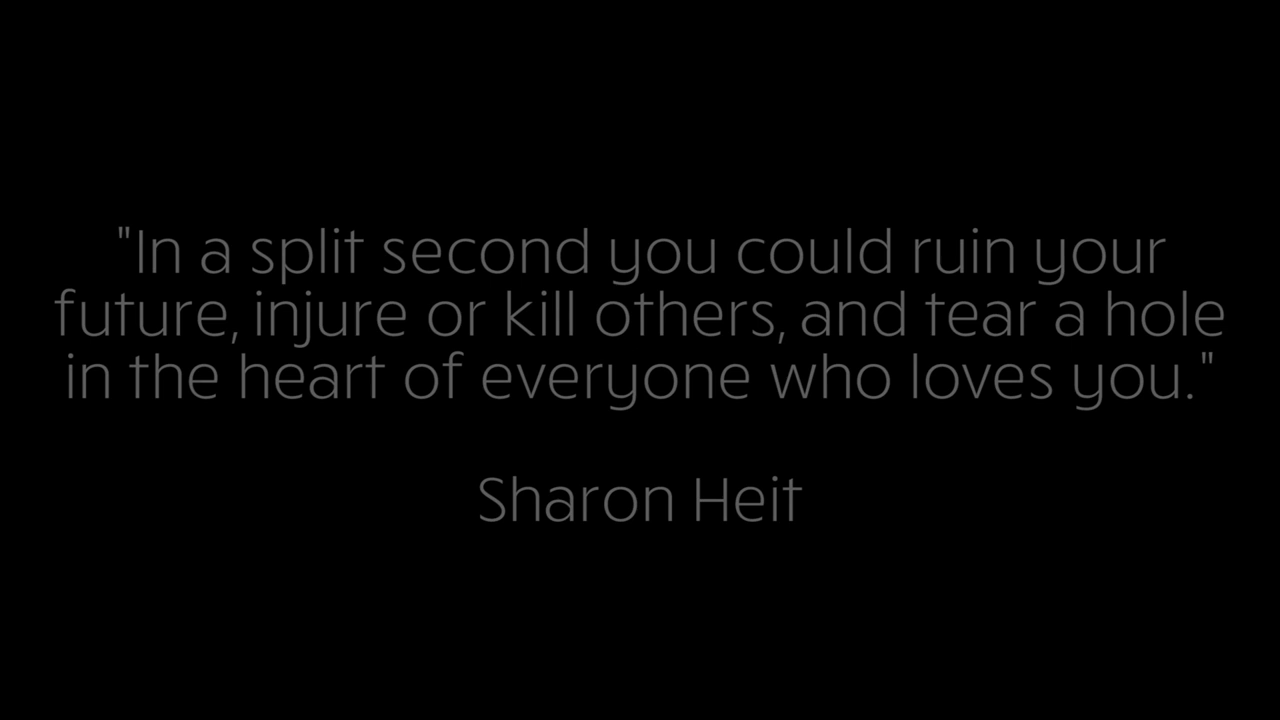 "In a split second you could ruin your
future, injure or kill others, and tear a hole
in the heart of everyone who loves you."
Sharon Heit